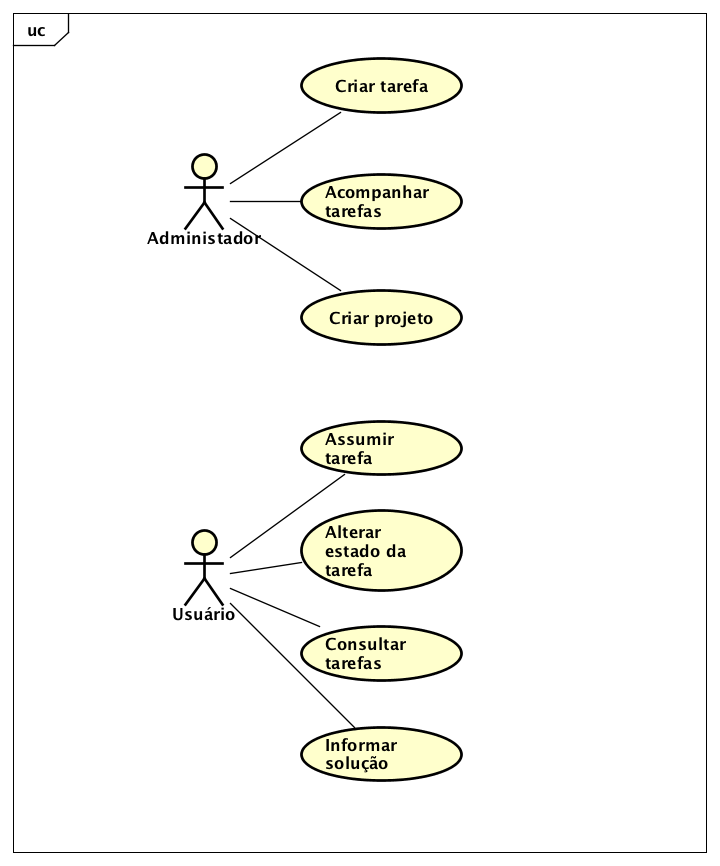 uc
Criar tarefa
Acompanhar
tarefas
Administador
Criar projeto
Assumir
tarefa
Alterar
estado da
tarefa
Usuário
Consultar
tarefas
Informar
solução